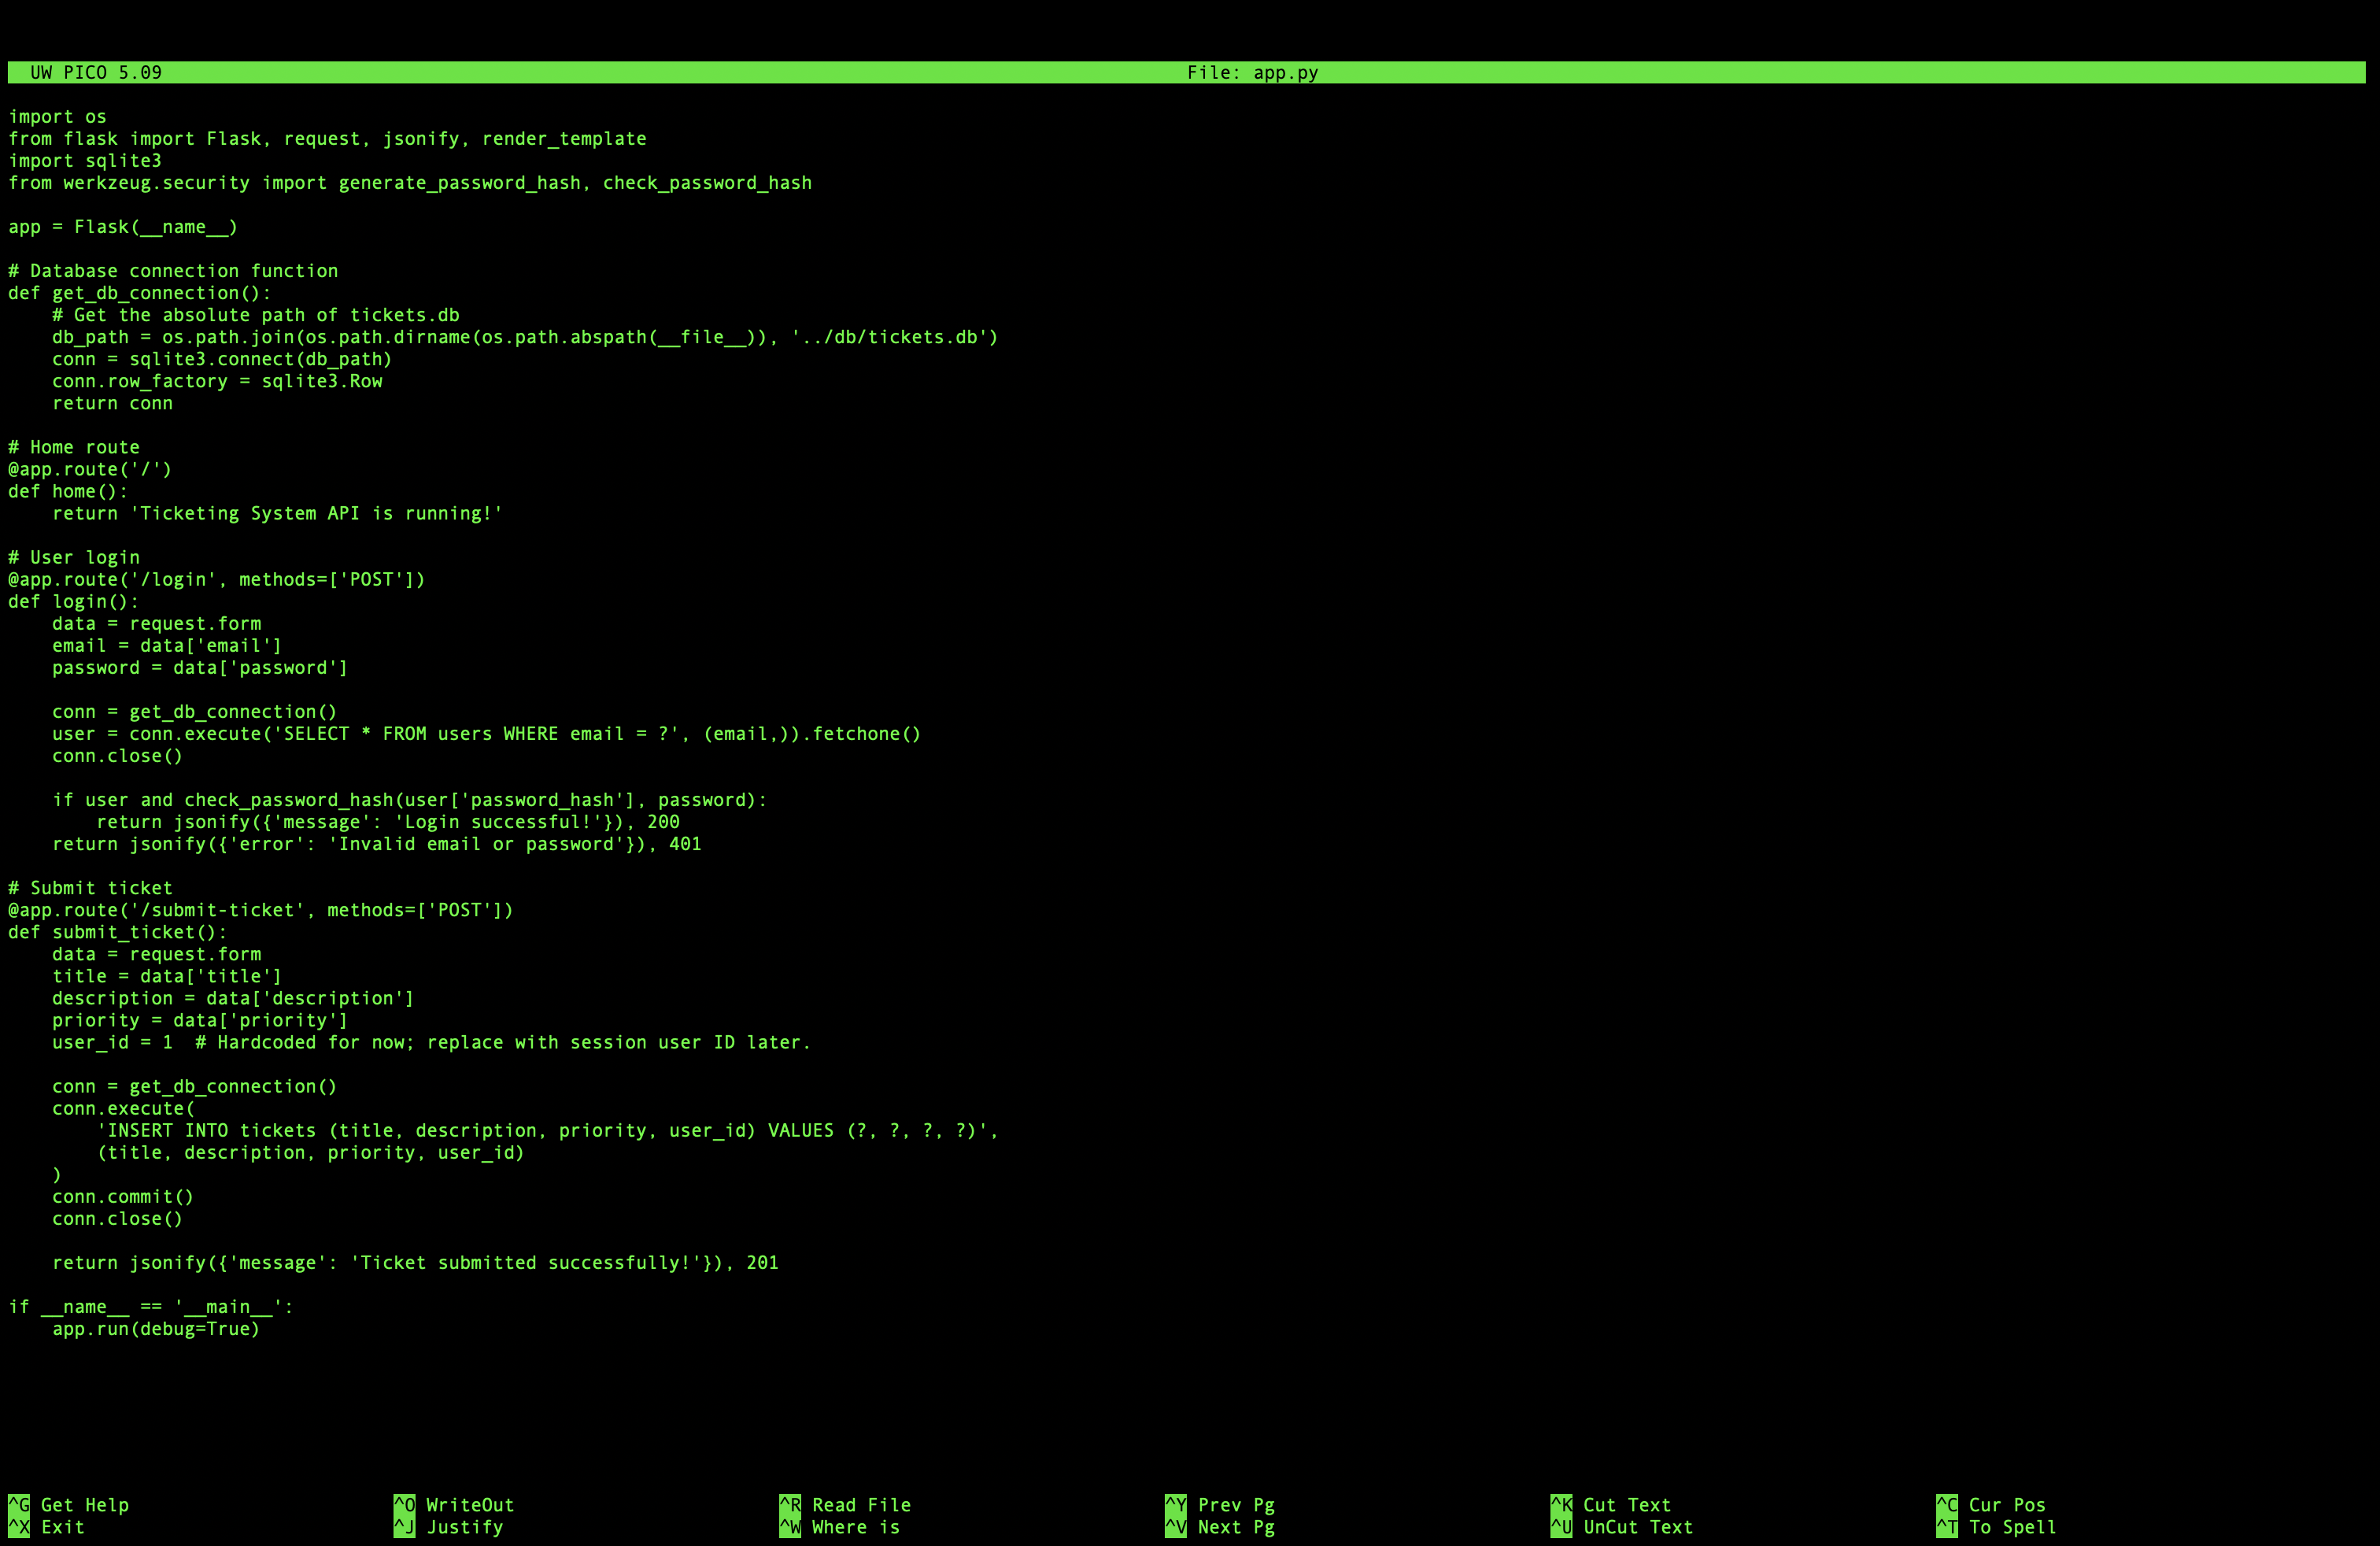 UW PICO 5.09 File: app.py
import os
from flask import Flask, request, jsonify, render_template
import sqlite3
from werkzeug.security import generate_password_hash, check_password_hash

app = Flask(__name__)

# Database connection function
def get_db_connection():
    # Get the absolute path of tickets.db
    db_path = os.path.join(os.path.dirname(os.path.abspath(__file__)), '../db/tickets.db')
    conn = sqlite3.connect(db_path)
    conn.row_factory = sqlite3.Row
    return conn

# Home route
@app.route('/')
def home():
    return 'Ticketing System API is running!'

# User login
@app.route('/login', methods=['POST'])
def login():
    data = request.form
    email = data['email']
    password = data['password']

    conn = get_db_connection()
    user = conn.execute('SELECT * FROM users WHERE email = ?', (email,)).fetchone()
    conn.close()

    if user and check_password_hash(user['password_hash'], password):
        return jsonify({'message': 'Login successful!'}), 200
    return jsonify({'error': 'Invalid email or password'}), 401

# Submit ticket
@app.route('/submit-ticket', methods=['POST'])
def submit_ticket():
    data = request.form
    title = data['title']
    description = data['description']
    priority = data['priority']
    user_id = 1  # Hardcoded for now; replace with session user ID later.

    conn = get_db_connection()
    conn.execute(
        'INSERT INTO tickets (title, description, priority, user_id) VALUES (?, ?, ?, ?)',
        (title, description, priority, user_id)
    )
    conn.commit()
    conn.close()

    return jsonify({'message': 'Ticket submitted successfully!'}), 201

if __name__ == '__main__':
    app.run(debug=True)

^G Get Help ^O WriteOut ^R Read File ^Y Prev Pg ^K Cut Text ^C Cur Pos
^X Exit ^J Justify ^W Where is ^V Next Pg ^U UnCut Text ^T To Spell